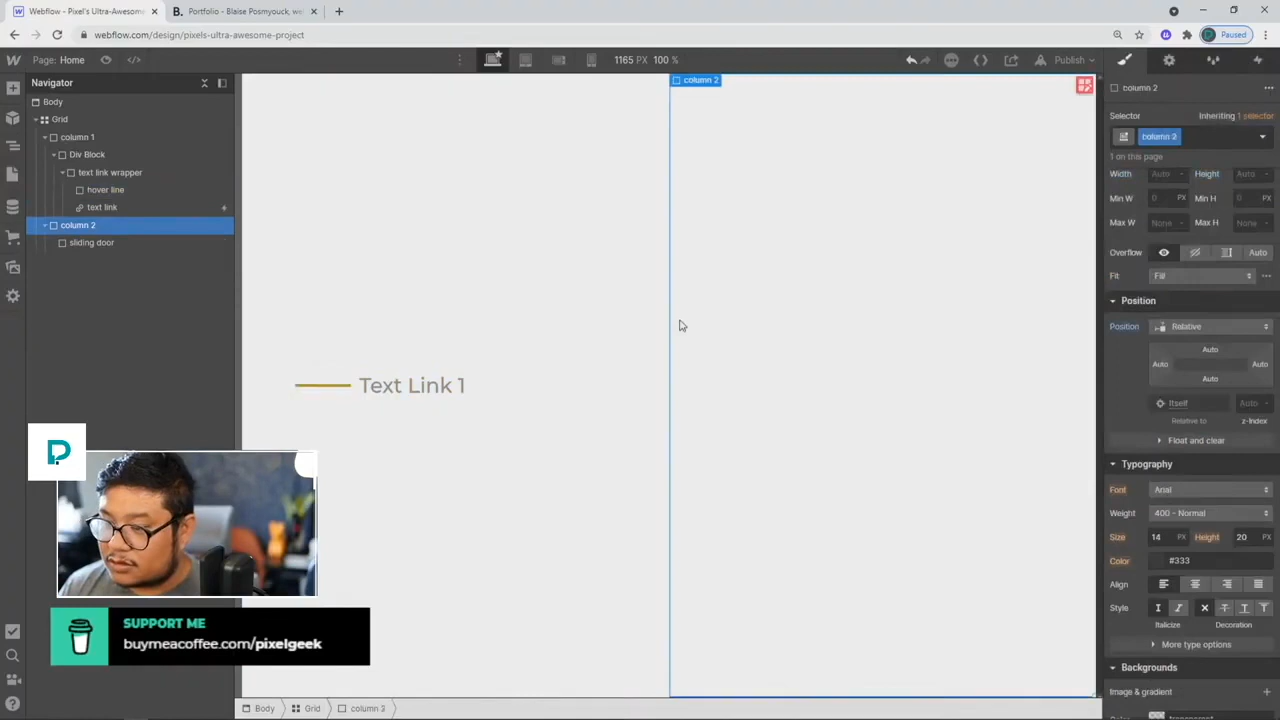 Webflow - Pixel's Ultra-Awesome
Portfolio - Blaise Posmyouck, we
webflow.com/design/pixels-ultra-awesome-project
Paused
Page: Home
1165 PX 100 %
Publish
Navigator
Body
Grid
column 1
Div Block
text link wrapper
hover line
text link
column 2
sliding door
column 2
Text Link 1
SUPPORT ME
buymeacoffee.com/pixelgeek
Body
Grid
column 2
column 2
Selector
Inheriting 1 selector
column 2
1 on this page
Width Auto - Height Auto -
Min W 0 PX Min H 0 PX
Max W None - Max H None -
Overflow Auto
Fit Fill
Position
Position Relative
Auto
Auto Auto
Auto
Itself Auto -
Relative to z-Index
Float and clear
Typography
Font Arial
Weight 400 - Normal
Size 14 PX Height 20 PX
Color #333
Align
Style
Italicize Decoration
More type options
Backgrounds
Image & gradient
Color transparent